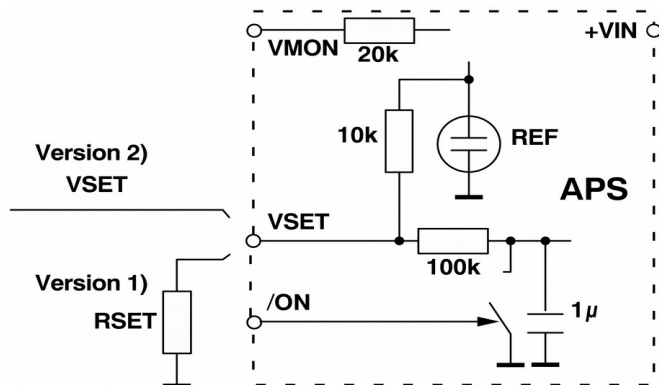 VMON
20k
+VIN
10k
REF
Version 2)
VSET
APS
VSET
100k
Version 1)
RSET
/ON
1µ